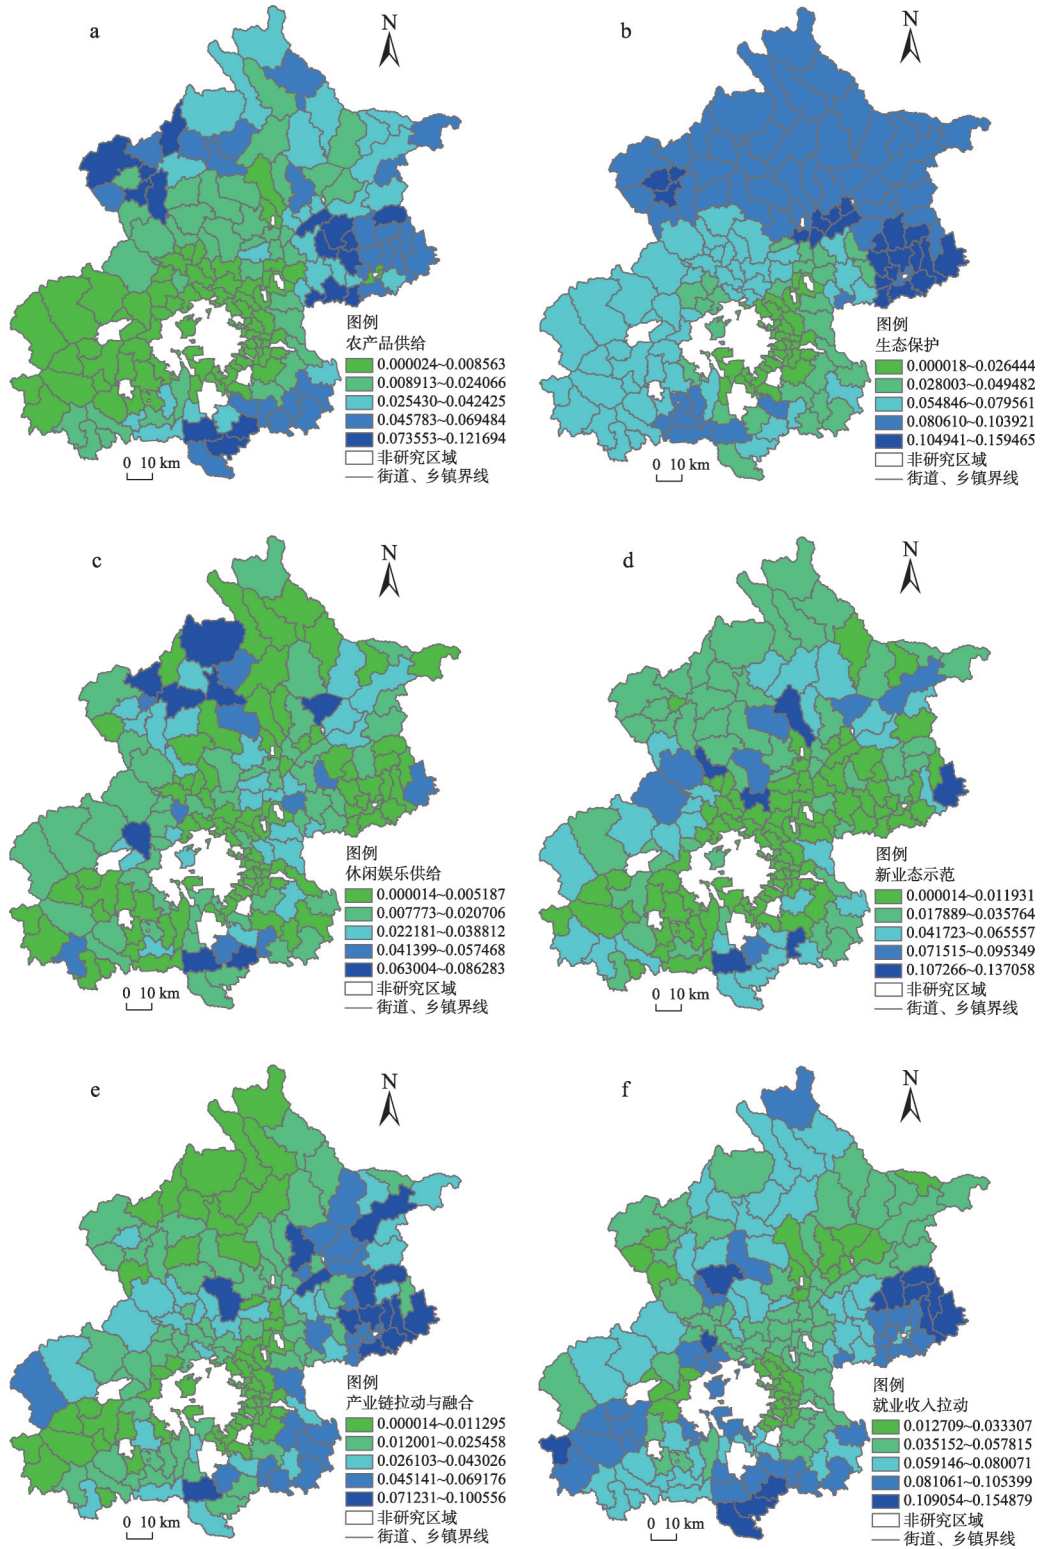 a
N
图例
农产品供给
0.000024~0.008563
0.008913~0.024066
0.025430~0.042425
0.045783~0.069484
0.073553~0.121694
非研究区域
街道、乡镇界线
0 10 km
b
N
图例
生态保护
0.000018~0.026444
0.028003~0.049482
0.054846~0.079561
0.080610~0.103921
0.104941~0.159465
非研究区域
街道、乡镇界线
0 10 km
c
N
图例
休闲娱乐供给
0.000014~0.005187
0.007773~0.020706
0.022181~0.038812
0.041399~0.057468
0.063004~0.086283
非研究区域
街道、乡镇界线
0 10 km
d
N
图例
新业态示范
0.000014~0.011931
0.017889~0.035764
0.041723~0.065557
0.071515~0.095349
0.107266~0.137058
非研究区域
街道、乡镇界线
0 10 km
e
N
图例
产业链拉动与融合
0.000014~0.011295
0.012001~0.025458
0.026103~0.043026
0.045141~0.069176
0.071231~0.100556
非研究区域
街道、乡镇界线
0 10 km
f
N
图例
就业收入拉动
0.012709~0.033307
0.035152~0.057815
0.059146~0.080071
0.081061~0.105399
0.109054~0.154879
非研究区域
街道、乡镇界线
0 10 km